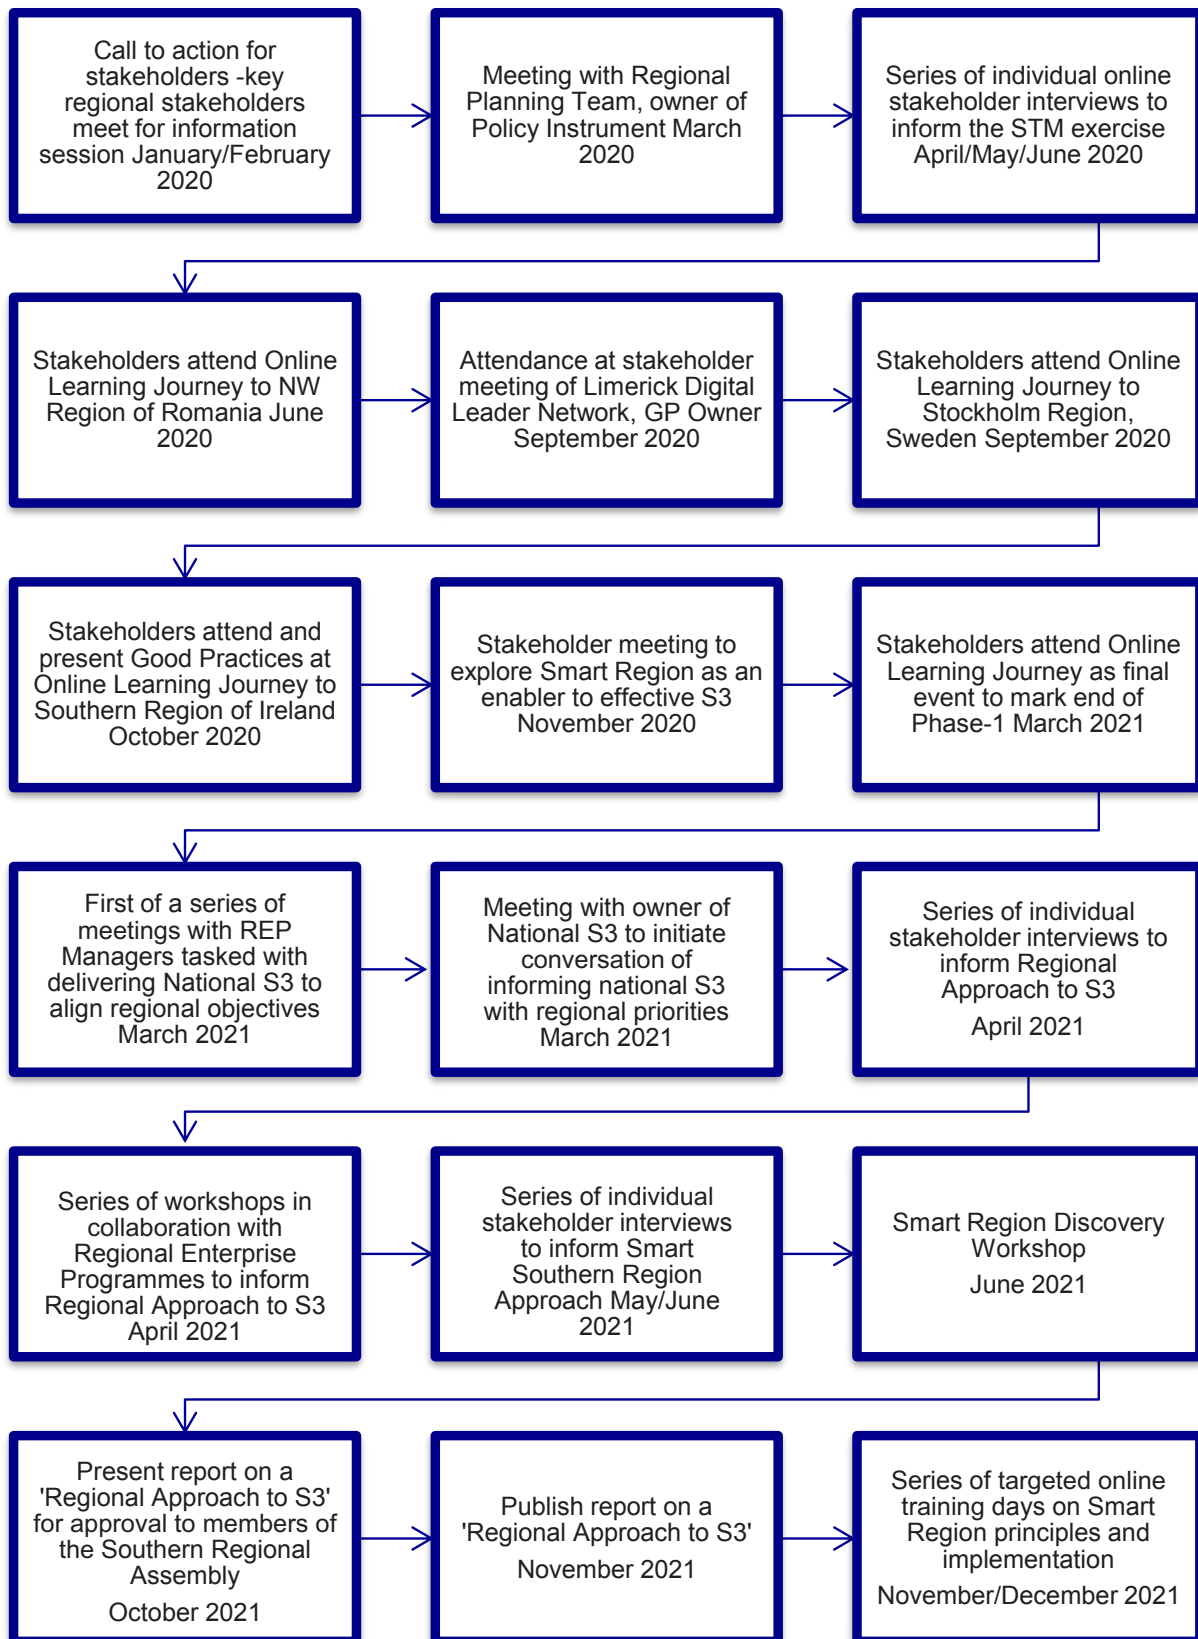 Call to action for
stakeholders -key
regional stakeholders
meet for information
session January/February
2020
Meeting with Regional
Planning Team, owner of
Policy Instrument March
2020
Series of individual online
stakeholder interviews to
inform the STM exercise
April/May/June 2020
Stakeholders attend Online
Learning Journey to NW
Region of Romania June
2020
Attendance at stakeholder
meeting of Limerick Digital
Leader Network, GP Owner
September 2020
Stakeholders attend Online
Learning Journey to
Stockholm Region,
Sweden September 2020
Stakeholders attend and
present Good Practices at
Online Learning Journey to
Southern Region of Ireland
October 2020
Stakeholder meeting to
explore Smart Region as an
enabler to effective S3
November 2020
Stakeholders attend Online
Learning Journey as final
event to mark end of
Phase-1 March 2021
First of a series of
meetings with REP
Managers tasked with
delivering National S3 to
align regional objectives
March 2021
Meeting with owner of
National S3 to initiate
conversation of
informing national S3
with regional priorities
March 2021
Series of individual
stakeholder interviews to
inform Regional
Approach to S3
April 2021
Series of workshops in
collaboration with
Regional Enterprise
Programmes to inform
Regional Approach to S3
April 2021
Series of individual
stakeholder interviews
to inform Smart
Southern Region
Approach May/June
2021
Smart Region Discovery
Workshop
June 2021
Present report on a
'Regional Approach to S3'
for approval to members of
the Southern Regional
Assembly
October 2021
Publish report on a
'Regional Approach to S3'
November 2021
Series of targeted online
training days on Smart
Region principles and
implementation
November/December 2021